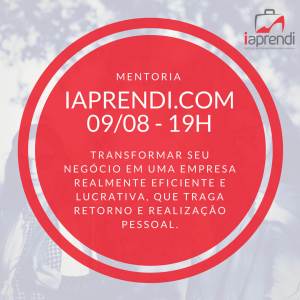 iaprendi
MENTORIA
IAPRENDI.COM
09/08 - 19H
TRANSFORMAR SEU
NEGÓCIO EM UMA EMPRESA
REALMENTE EFICIENTE E
LUCRATIVA, QUE TRAGA
RETORNO E REALIZAÇÃO
PESSOAL.